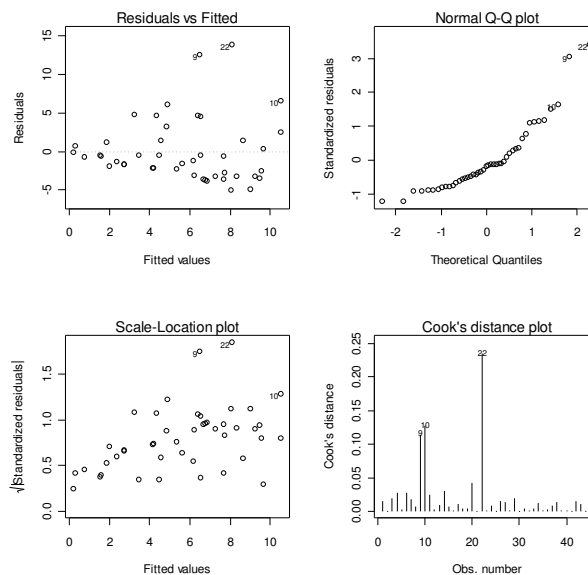 Residuals vs Fitted
Residuals
15
10
5
0
-5
22
9
10
0 2 4 6 8 10
Fitted values
Normal Q-Q plot
Standardized residuals
3
2
1
0
-1
22
9
10
-2 -1 0 1 2
Theoretical Quantiles
Scale-Location plot
√|Standardized residuals|
1.5
1.0
0.5
0.0
22
9
10
0 2 4 6 8 10
Fitted values
Cook's distance plot
Cook's distance
0.25
0.20
0.15
0.10
0.05
0.00
22
10
9
0 10 20 30 40
Obs. number